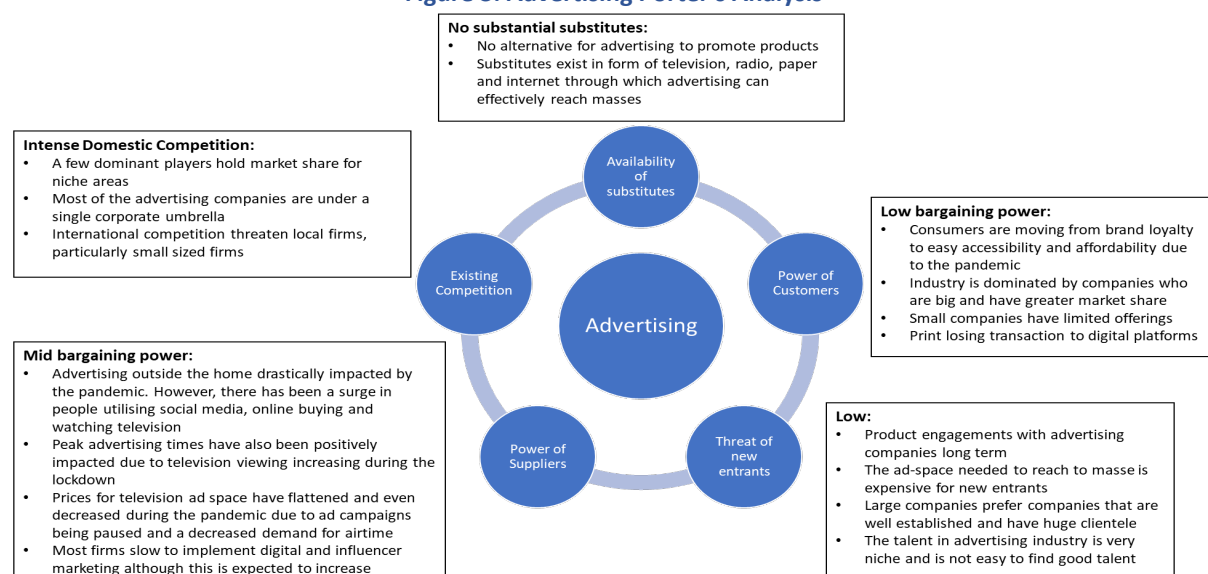 No substantial substitutes:
• No alternative for advertising to promote products
• Substitutes exist in form of television, radio, paper
and internet through which advertising can
effectively reach masses
Intense Domestic Competition:
• A few dominant players hold market share for
niche areas
• Most of the advertising companies are under a
single corporate umbrella
• International competition threaten local firms,
particularly small sized firms
Availability
of
substitutes
Low bargaining power:
• Consumers are moving from brand loyalty
to easy accessibility and affordability due
to the pandemic
• Industry is dominated by companies who
are big and have greater market share
• Small companies have limited offerings
• Print losing transaction to digital platforms
Existing
Competition
Power of
Customers
Advertising
Mid bargaining power:
• Advertising outside the home drastically impacted by
the pandemic. However, there has been a surge in
people utilising social media, online buying and
watching television
• Peak advertising times have also been positively
impacted due to television viewing increasing during the
lockdown
• Prices for television ad space have flattened and even
decreased during the pandemic due to ad campaigns
being paused and a decreased demand for airtime
• Most firms slow to implement digital and influencer
marketing although this is expected to increase
Power of
Suppliers
Threat of
new
entrants
Low:
• Product engagements with advertising
companies long term
• The ad-space needed to reach to masse is
expensive for new entrants
• Large companies prefer companies that are
well established and have huge clientele
• The talent in advertising industry is very
niche and is not easy to find good talent